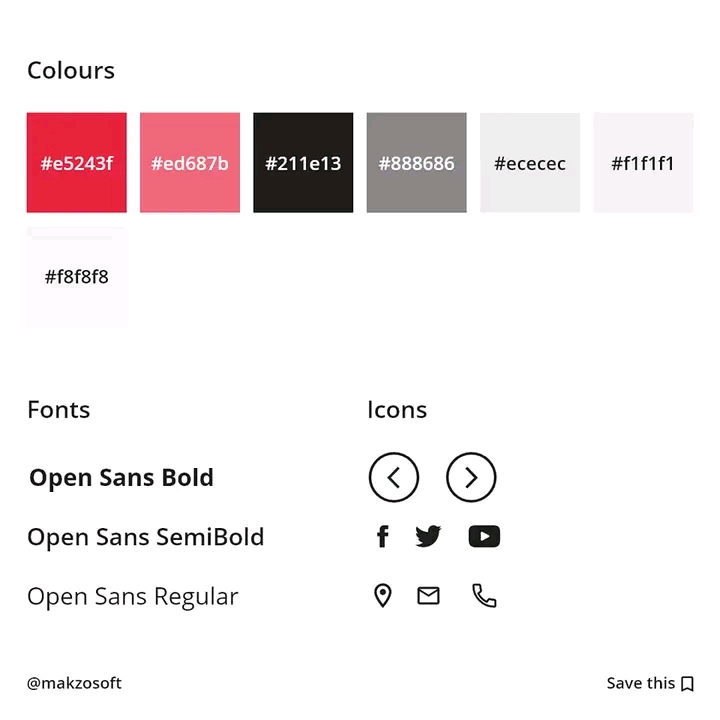 Colours
#e5243f #ed687b #211e13 #888686 #ececec #f1f1f1
#f8f8f8
Fonts
Icons
Open Sans Bold
Open Sans SemiBold
Open Sans Regular
@makzosoft
Save this